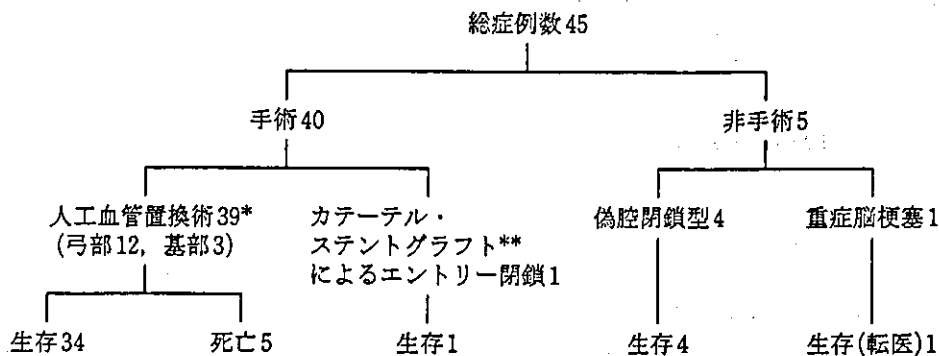 総症例数45
手術40
非手術5
人工血管置換術39*
(弓部12, 基部3)
カテーテル・
ステントグラフト**
によるエントリー閉鎖1
偽腔閉鎖型4
重症脳梗塞1
生存34
死亡5
生存1
生存4
生存(転医)1